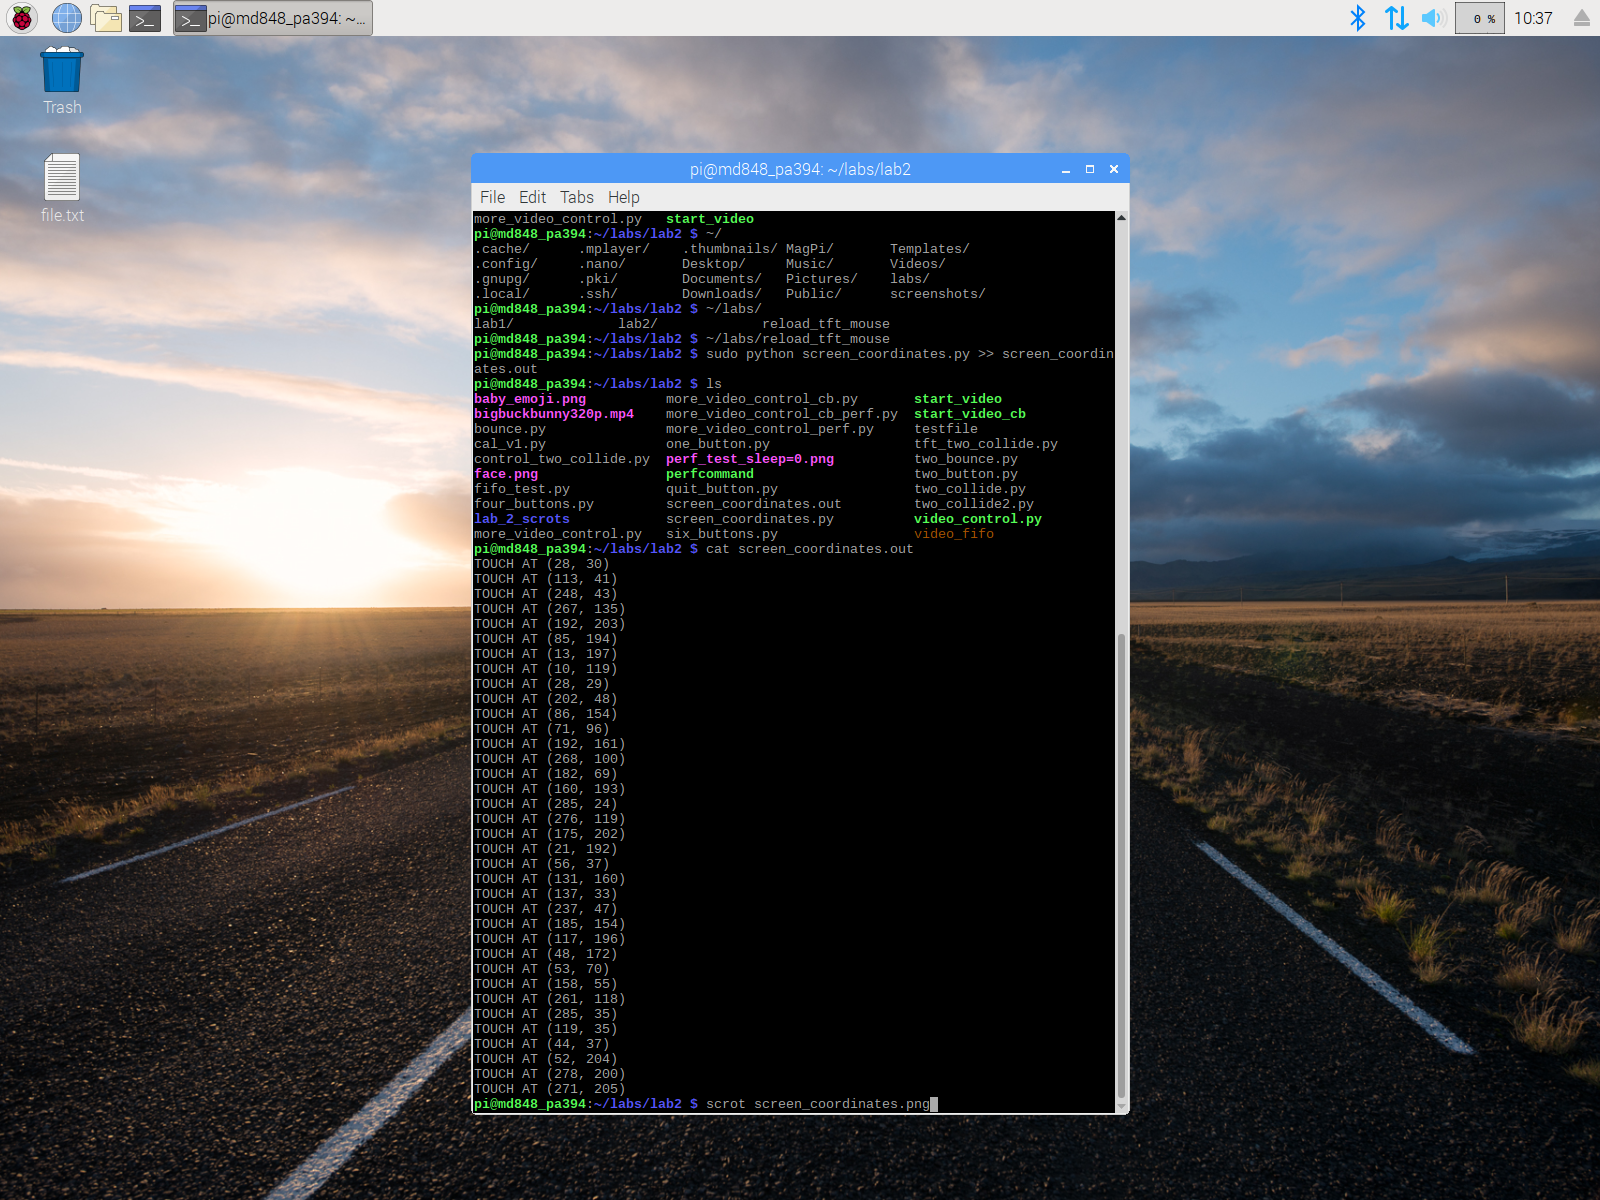 pi@md848_pa394: ~...
0 %
10:37
Trash
file.txt
pi@md848_pa394: ~/labs/lab2
File Edit Tabs Help
more_video_control.py   start_video
pi@md848_pa394:~/labs/lab2 $ ~/
.cache/      .mplayer/    .thumbnails/ MagPi/       Templates/
.config/     .nano/       Desktop/     Music/       Videos/
.gnupg/      .pki/        Documents/   Pictures/    labs/
.local/      .ssh/        Downloads/   Public/      screenshots/
pi@md848_pa394:~/labs/lab2 $ ~/labs/
lab1/             lab2/             reload_tft_mouse
pi@md848_pa394:~/labs/lab2 $ ~/labs/reload_tft_mouse
pi@md848_pa394:~/labs/lab2 $ sudo python screen_coordinates.py >> screen_coordin
ates.out
pi@md848_pa394:~/labs/lab2 $ ls
baby_emoji.png          more_video_control_cb.py       start_video
bigbuckbunny320p.mp4    more_video_control_cb_perf.py  start_video_cb
bounce.py               more_video_control_perf.py     testfile
cal_v1.py               one_button.py                  tft_two_collide.py
control_two_collide.py  perf_test_sleep=0.png          two_bounce.py
face.png                perfcommand                    two_button.py
fifo_test.py            quit_button.py                 two_collide.py
four_buttons.py         screen_coordinates.out         two_collide2.py
lab_2_scrots            screen_coordinates.py          video_control.py
more_video_control.py   six_buttons.py                 video_fifo
pi@md848_pa394:~/labs/lab2 $ cat screen_coordinates.out
TOUCH AT (28, 30)
TOUCH AT (113, 41)
TOUCH AT (248, 43)
TOUCH AT (267, 135)
TOUCH AT (192, 203)
TOUCH AT (85, 194)
TOUCH AT (13, 197)
TOUCH AT (10, 119)
TOUCH AT (28, 29)
TOUCH AT (202, 48)
TOUCH AT (86, 154)
TOUCH AT (71, 96)
TOUCH AT (192, 161)
TOUCH AT (268, 100)
TOUCH AT (182, 69)
TOUCH AT (160, 193)
TOUCH AT (285, 24)
TOUCH AT (276, 119)
TOUCH AT (175, 202)
TOUCH AT (21, 192)
TOUCH AT (56, 37)
TOUCH AT (131, 160)
TOUCH AT (137, 33)
TOUCH AT (237, 47)
TOUCH AT (185, 154)
TOUCH AT (117, 196)
TOUCH AT (48, 172)
TOUCH AT (53, 70)
TOUCH AT (158, 55)
TOUCH AT (261, 118)
TOUCH AT (285, 35)
TOUCH AT (119, 35)
TOUCH AT (44, 37)
TOUCH AT (52, 204)
TOUCH AT (278, 200)
TOUCH AT (271, 205)
pi@md848_pa394:~/labs/lab2 $ scrot screen_coordinates.png